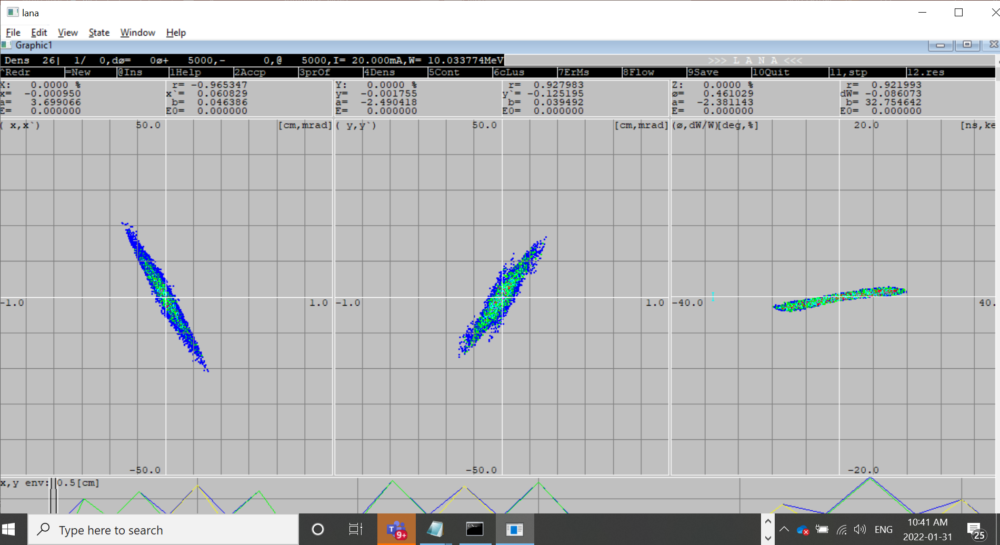 lana
File Edit View State Window Help
Graphic1
Dens 26| 1/ 0,dø= 0ø+ 5000,- 0,@ 5000,I= 20.000mA,W= 10.033774MeV >>> L A N A <<<
^Redr =New @Ins 1Help 2Accp 3prOf 4Dens 5Cont 6cLus 7ErMs 8Flow 9Save 10Quit 11,stp 12.res
X: 0.0000 % r= -0.965347 Y: 0.0000 % r= 0.927983 Z: 0.0000 % r= 0.921993
x= -0.000950 x`= 0.060829 y= -0.001755 y`= -0.125195 ø= 0.461029 dW= -0.086073
a= 3.699066 b= 0.046386 a= -2.490418 b= 0.039492 a= -2.381143 b= 32.754642
E= 0.000000 E0= 0.000000 E= 0.000000 E0= 0.000000 E= 0.000000 E0= 0.000000
( x,x`) 50.0 [cm,mrad] ( y,y`) 50.0 [cm,mrad] (ø,dW/W)[deg,%] 20.0 [ns,ke
-1.0 1.0 -1.0 1.0 -40.0 40.
-50.0 -50.0 -20.0
x,y env: 0.5[cm]
Type here to search
T 9+
C:\
ENG
10:41 AM
2022-01-31
25